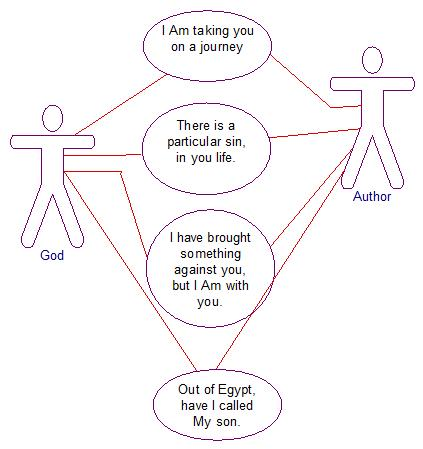 I Am taking you
on a journey
There is a
particular sin,
in you life.
Author
God
I have brought
something
against you,
but I Am with
you.
Out of Egypt,
have I called
My son.